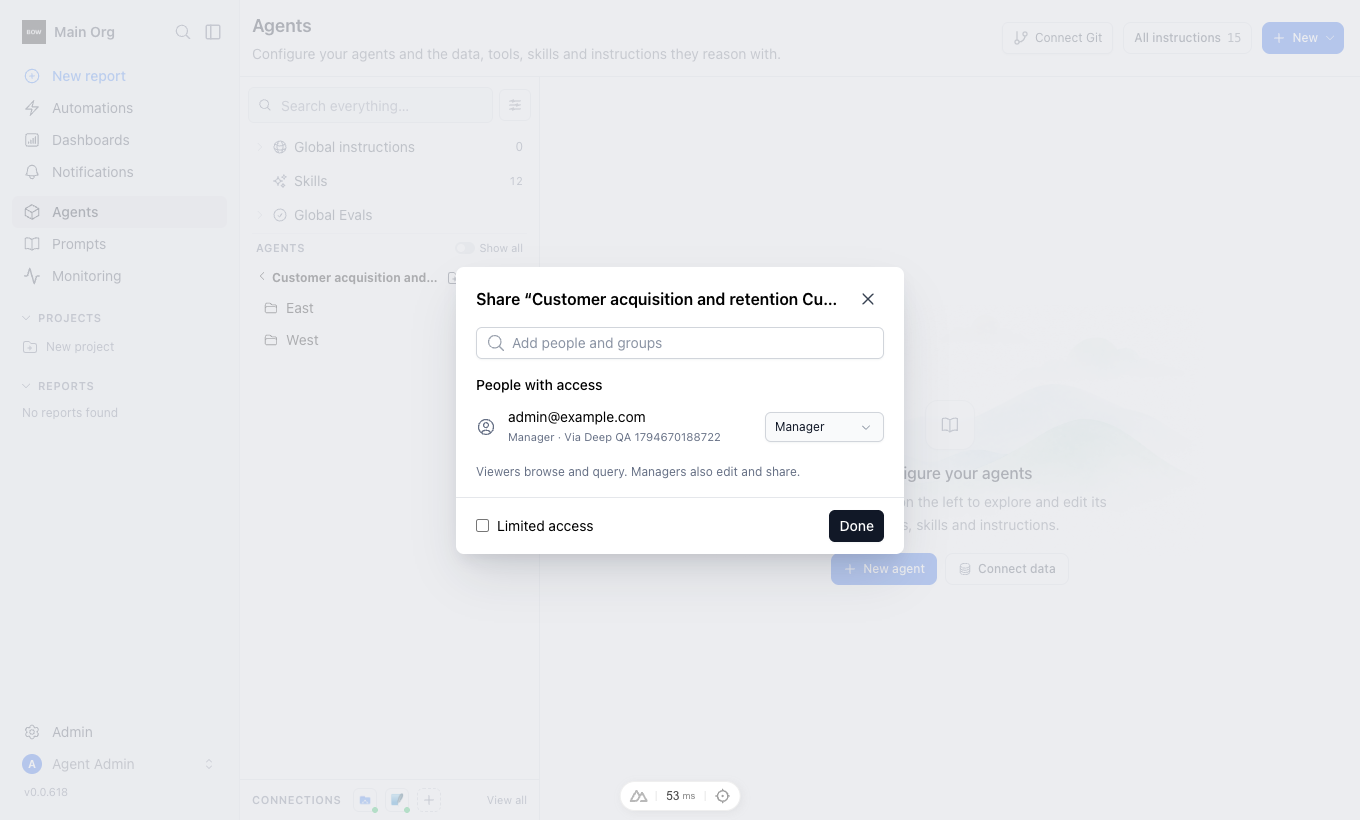 BOW
Main Org
New report
Automations
Dashboards
Notifications
Agents
Prompts
Monitoring
PROJECTS
New project
REPORTS
No reports found
Admin
A
Agent Admin
v0.0.618
Agents
Configure your agents and the data, tools, skills and instructions they reason with.
Connect Git
All instructions 15
New
Search everything...
Global instructions 0
Skills 12
Global Evals
AGENTS
Show all
Customer acquisition and...
East
West
CONNECTIONS
View all
Share “Customer acquisition and retention Cu...
Add people and groups
People with access
admin@example.com
Manager · Via Deep QA 1794670188722
Manager
Viewers browse and query. Managers also edit and share.
Limited access
Done
igure your agents
on the left to explore and edit its
s, skills and instructions.
New agent
Connect data
53 ms